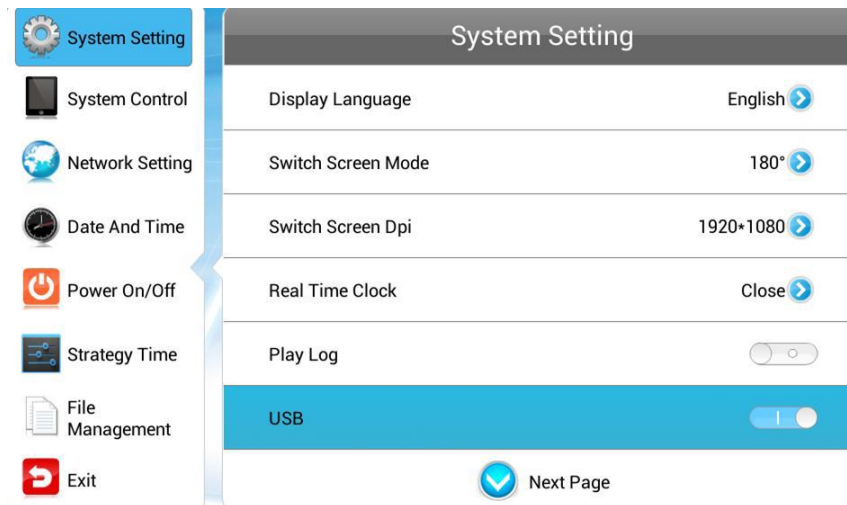 System Setting
System Control
Network Setting
Date And Time
Power On/Off
Strategy Time
File
Management
Exit
System Setting
Display Language English
Switch Screen Mode 180°
Switch Screen Dpi 1920*1080
Real Time Clock Close
Play Log
USB
Next Page